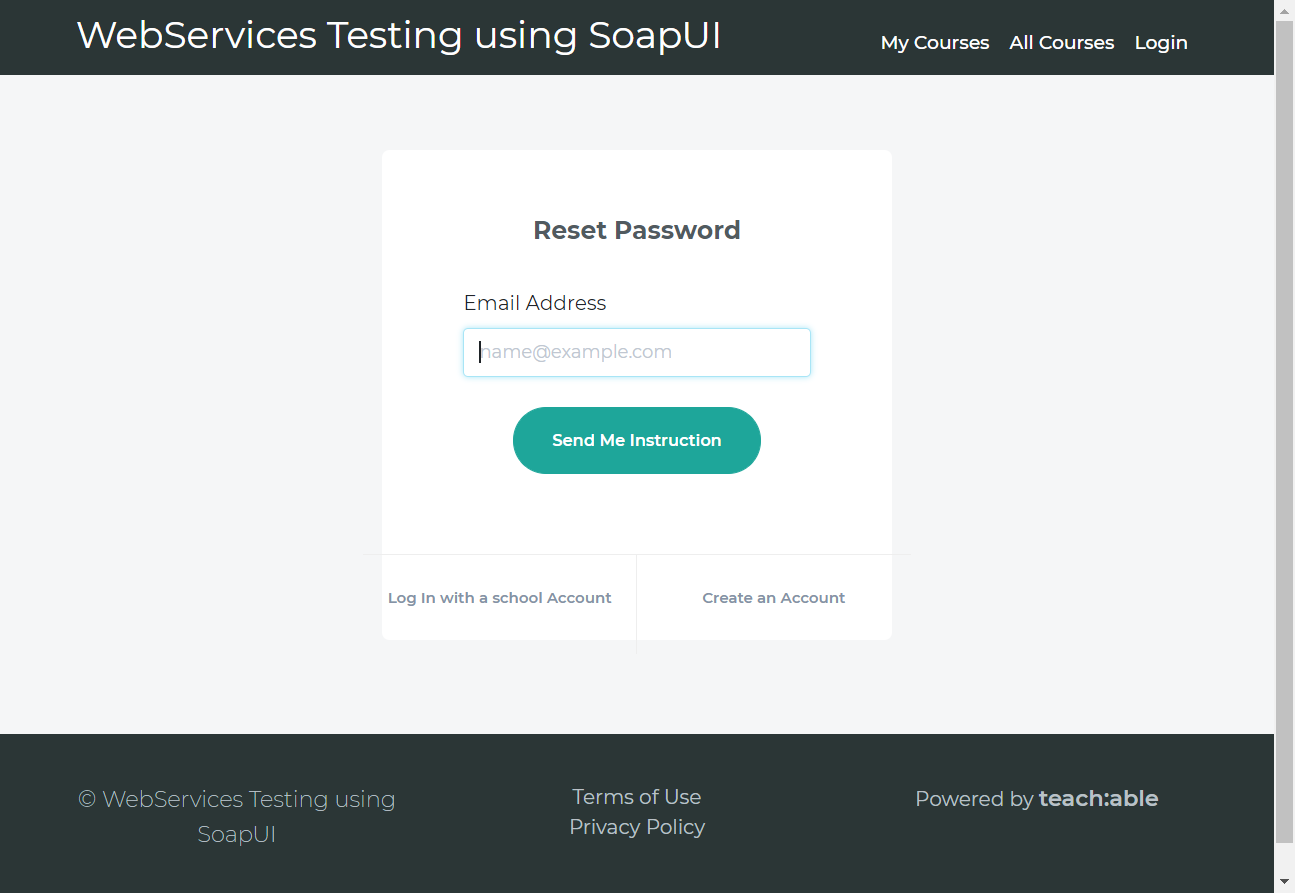 WebServices Testing using SoapUI
My Courses All Courses Login
Reset Password
Email Address
name@example.com
Send Me Instruction
Log In with a school Account
Create an Account
© WebServices Testing using
SoapUI
Terms of Use
Privacy Policy
Powered by teach:able